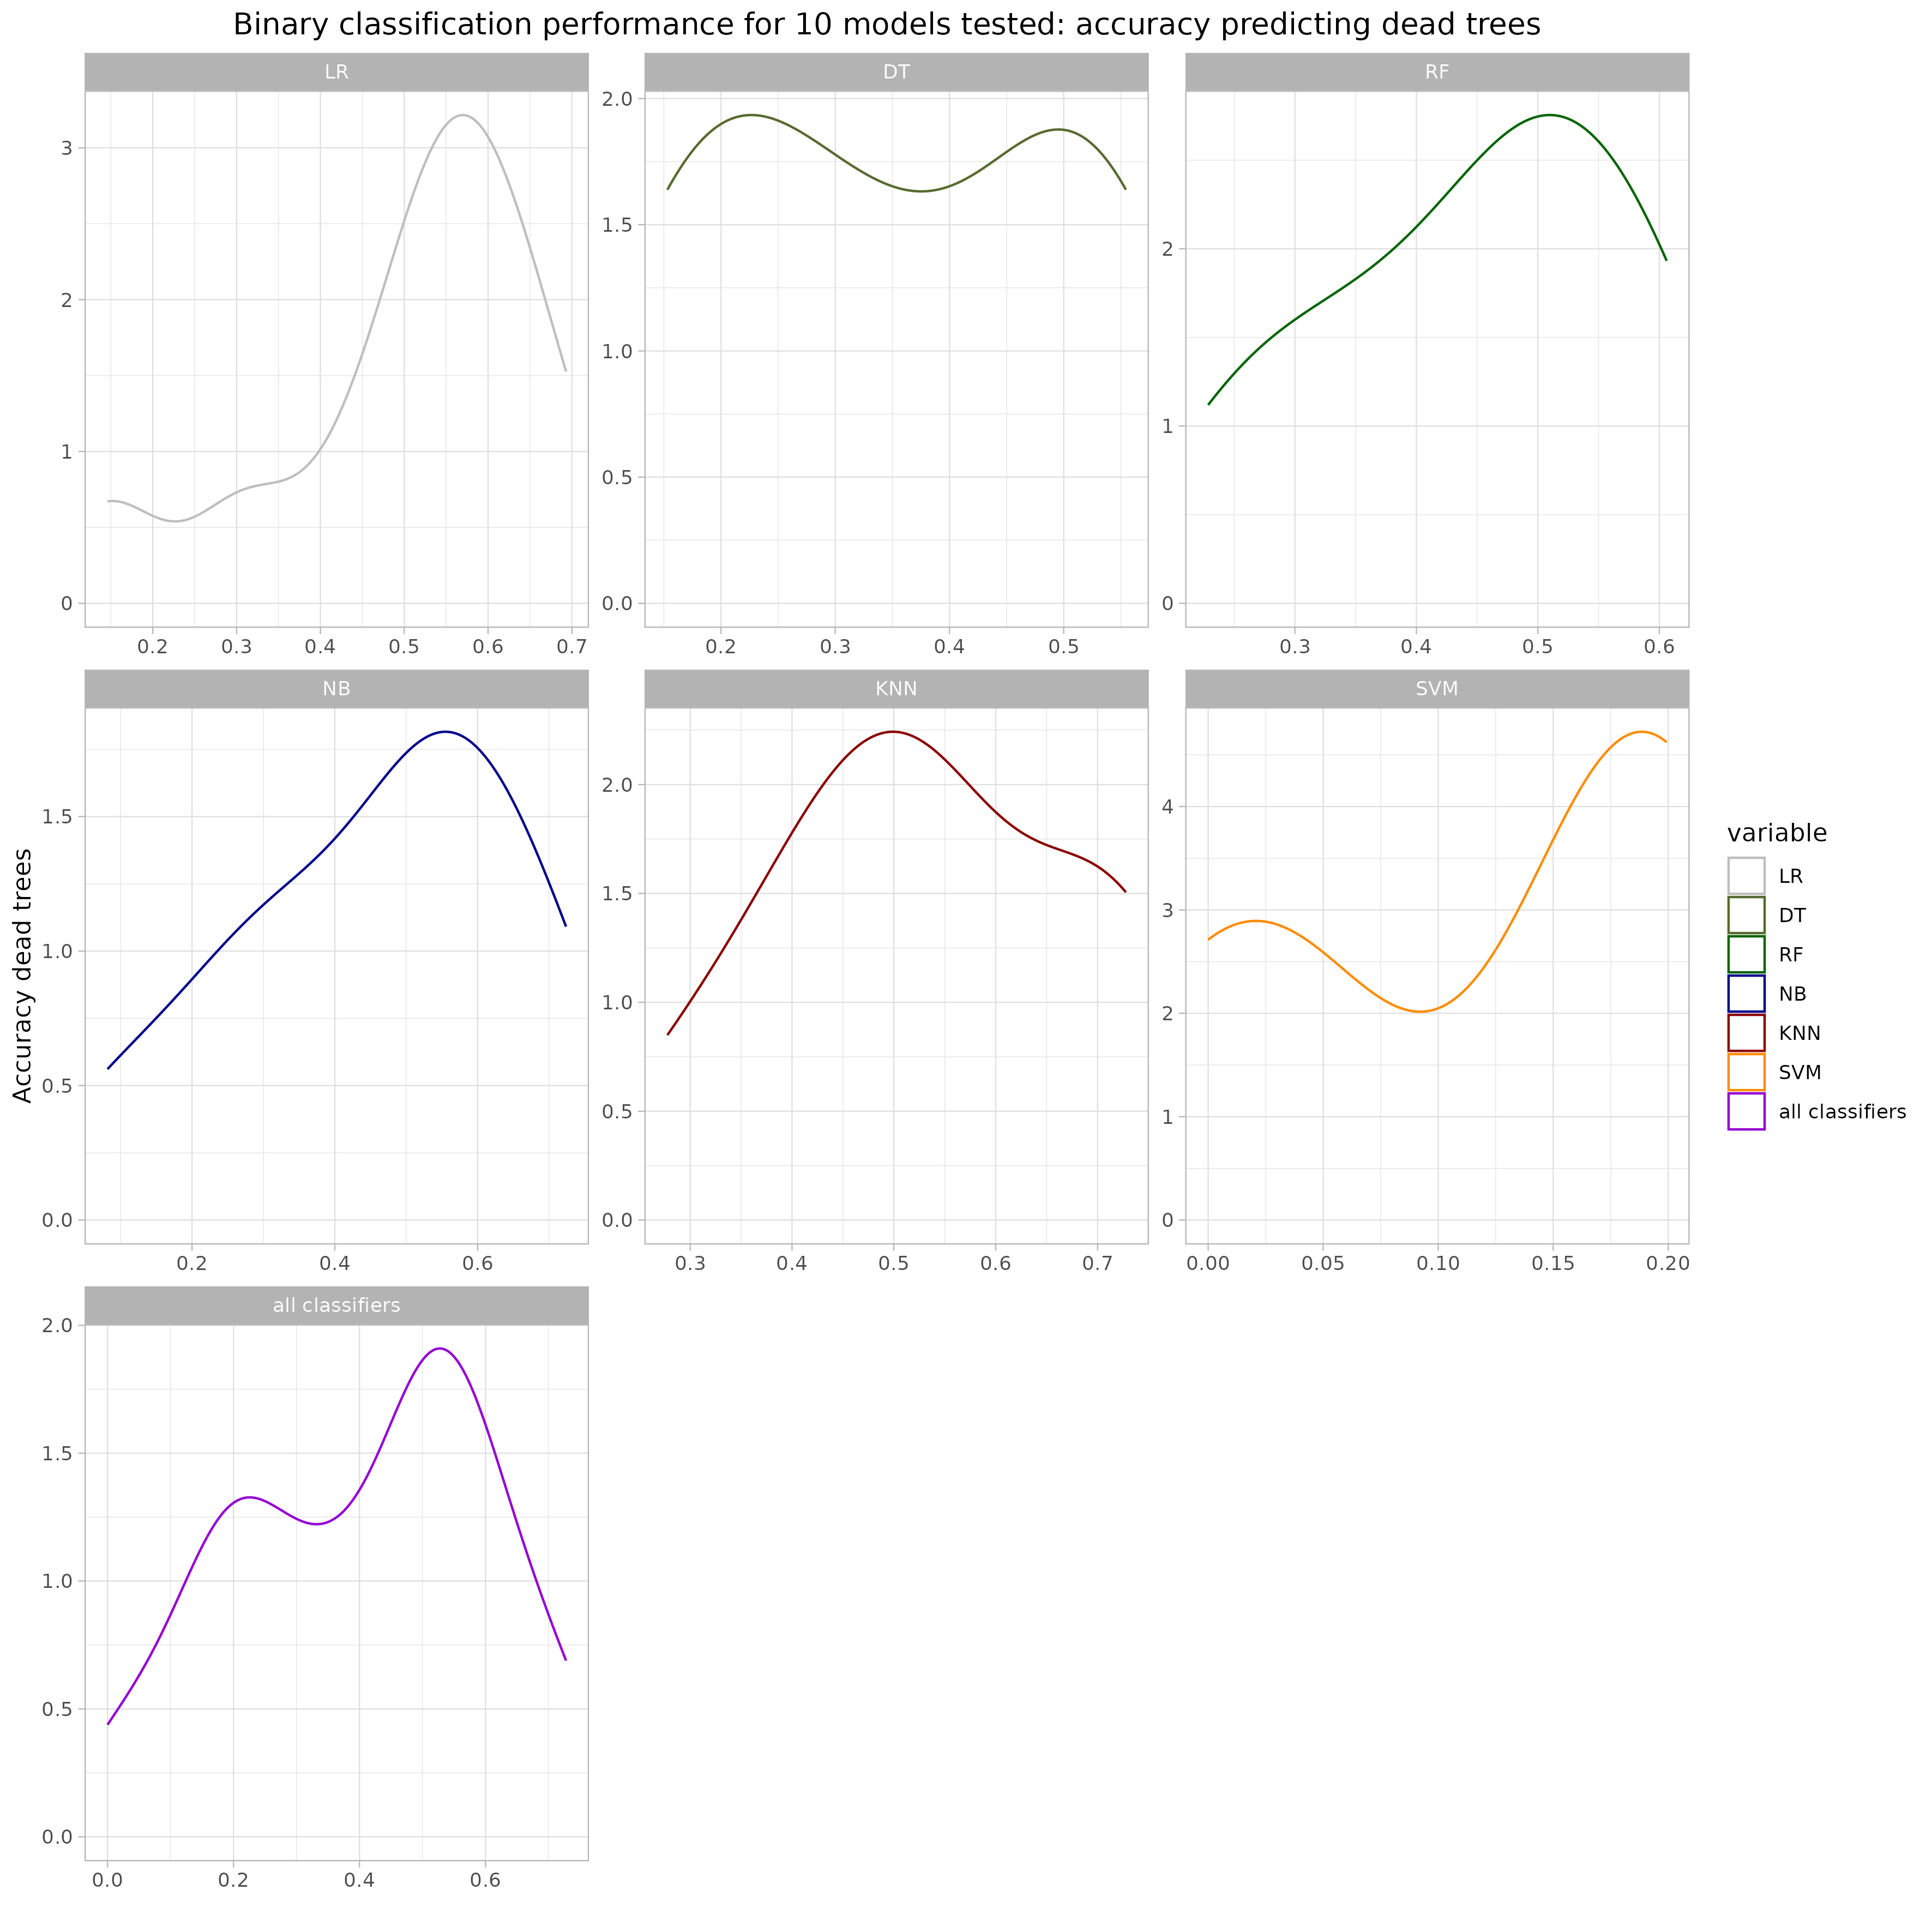 Binary classification performance for 10 models tested: accuracy predicting dead trees
LR
DT
RF
3
2
1
0
2.0
1.5
1.0
0.5
0.0
2
1
0
0.2 0.3 0.4 0.5 0.6 0.7
0.2 0.3 0.4 0.5
0.3 0.4 0.5 0.6
NB
KNN
SVM
Accuracy dead trees
1.5
1.0
0.5
0.0
2.0
1.5
1.0
0.5
0.0
4
3
2
1
0
0.2 0.4 0.6
0.3 0.4 0.5 0.6 0.7
0.00 0.05 0.10 0.15 0.20
all classifiers
2.0
1.5
1.0
0.5
0.0
0.0 0.2 0.4 0.6
variable
LR
DT
RF
NB
KNN
SVM
all classifiers